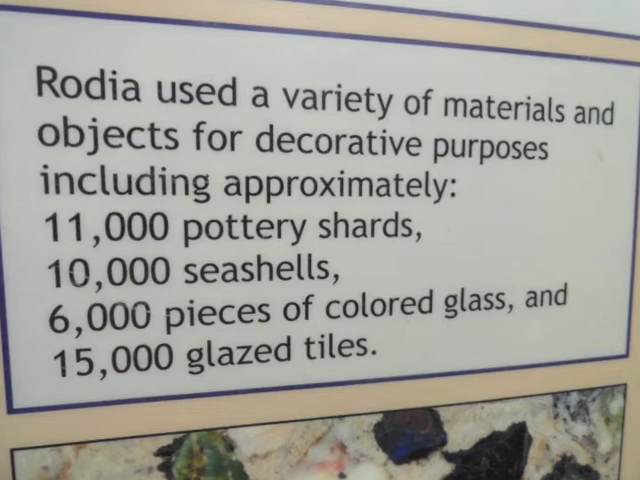 Rodia used a variety of materials and
objects for decorative purposes
including approximately:
11,000 pottery shards,
10,000 seashells,
6,000 pieces of colored glass, and
15,000 glazed tiles.